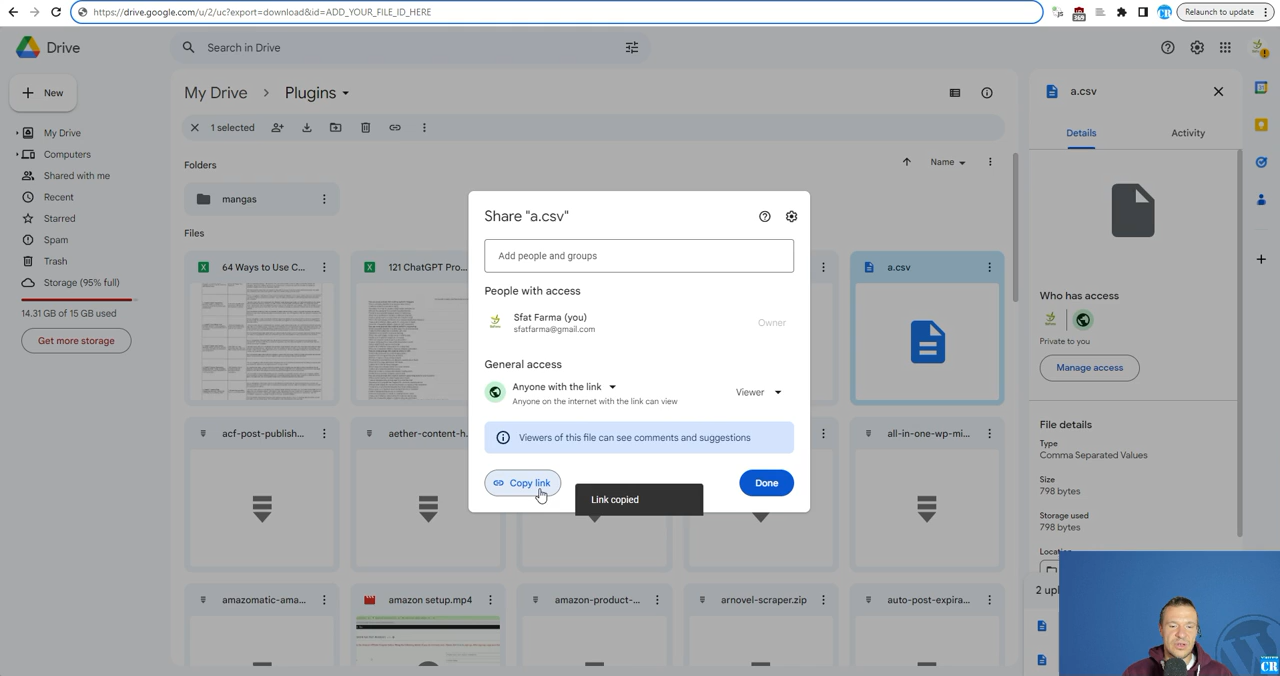 https://drive.google.com/u/2/uc?export=download&id=ADD_YOUR_FILE_ID_HERE
369
CR
Relaunch to update
Drive
Search in Drive
New
My Drive
Computers
Shared with me
Recent
Starred
Spam
Trash
Storage (95% full)
14.31 GB of 15 GB used
Get more storage
My Drive > Plugins
1 selected
Folders
Name
mangas
Files
64 Ways to Use C...
121 ChatGPT Pro...
a.csv
acf-post-publish...
aether-content-h.
all-in-one-wp-mi...
amazomatic-ama...
amazon setup.mp4
amazon-product-...
arnovel-scraper.zip
auto-post-expira...
Share "a.csv"
Add people and groups
People with access
Sfat Farma (you)
sfatfarma@gmail.com
Owner
General access
Anyone with the link
Anyone on the internet with the link can view
Viewer
Viewers of this file can see comments and suggestions
Copy link
Done
Link copied
a.csv
Details
Activity
Who has access
Private to you
Manage access
File details
Type
Comma Separated Values
Size
798 bytes
Storage used
798 bytes
2 upl
CR